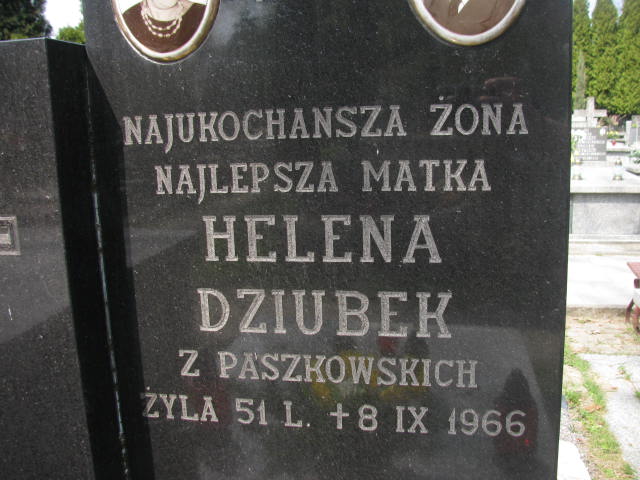 NAJUKOCHANSZA ŻONA
NAJLEPSZA MATKA
HELENA
DZIUBEK
Z PASZKOWSKICH
ŻYLA 51 L. + 8 IX 1966